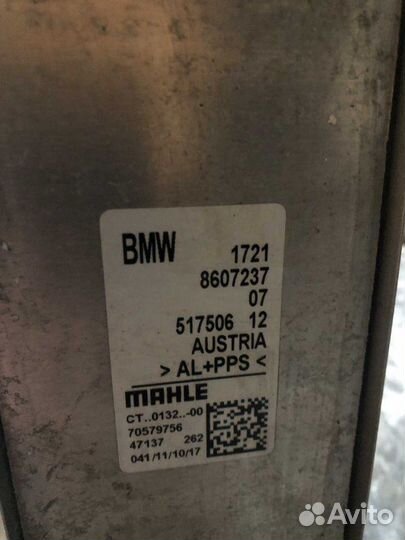 BMW 1721
8607237
07
517506 12
AUSTRIA
> AL+PPS <
MAHLE
CT..0132..-00
70579756
47137 262
041/11/10/17
Avito